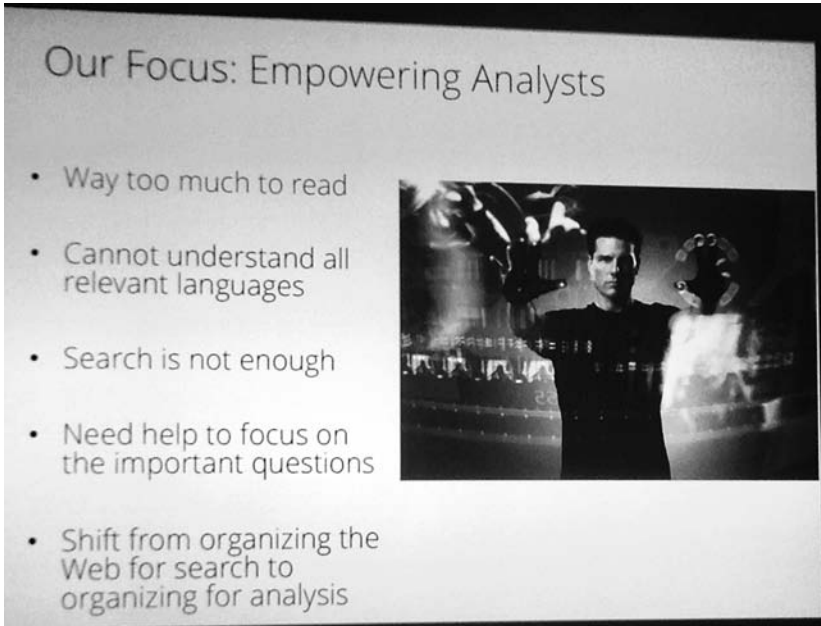 Our Focus: Empowering Analysts
• Way too much to read
• Cannot understand all
relevant languages
• Search is not enough
• Need help to focus on
the important questions
• Shift from organizing the
Web for search to
organizing for analysis